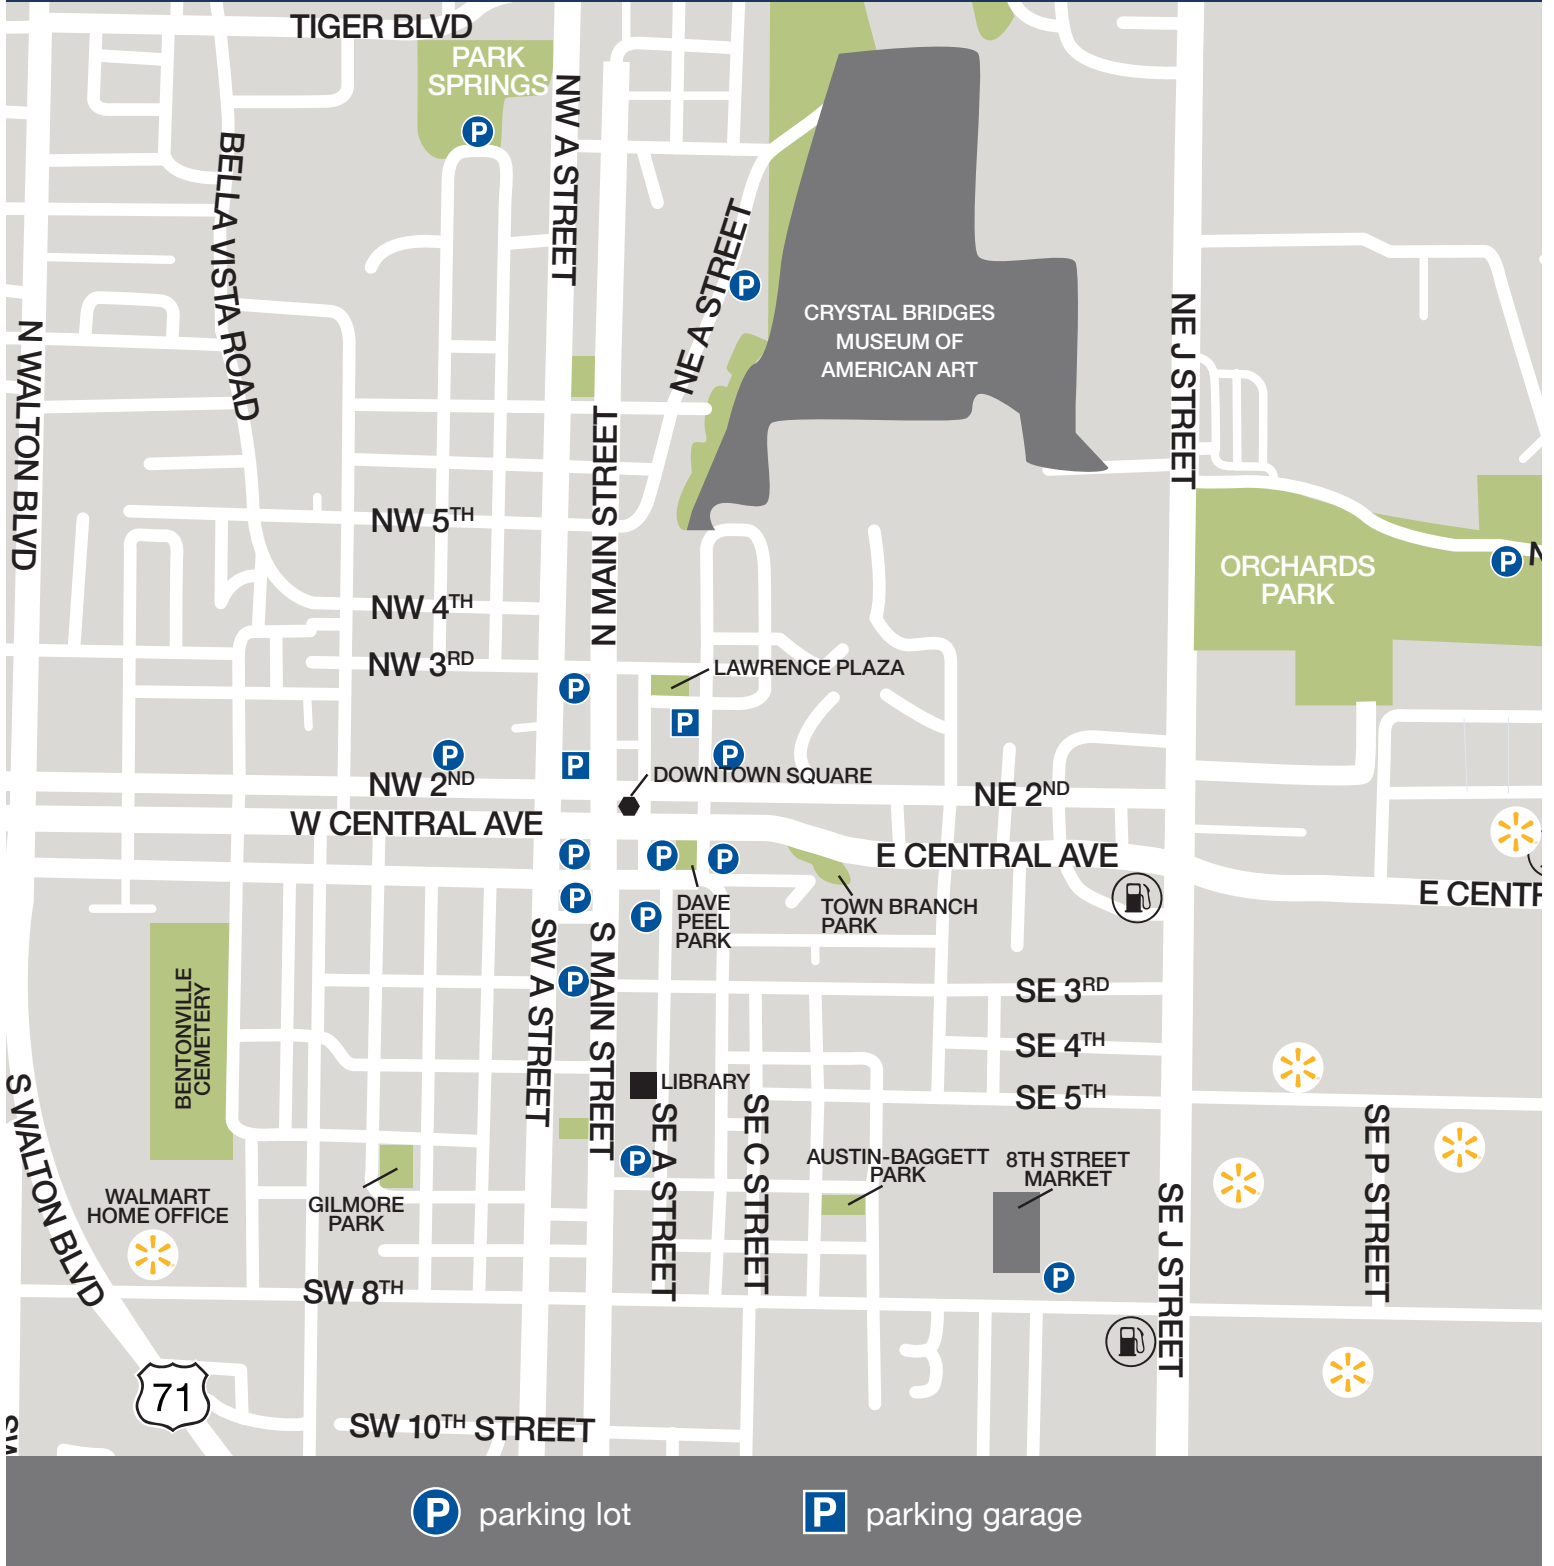 TIGER BLVD
PARK
SPRINGS
P
NW A STREET
BELLA VISTA ROAD
NE A STREET
P
CRYSTAL BRIDGES
MUSEUM OF
AMERICAN ART
NE J STREET
N WALTON BLVD
N MAIN STREET
NW 5TH
ORCHARDS
PARK
P
N
NW 4TH
NW 3RD
LAWRENCE PLAZA
P
P
P
P
P
DOWNTOWN SQUARE
NW 2ND
NE 2ND
W CENTRAL AVE
P
P
P
E CENTRAL AVE
E CENTR
P
P
DAVE
PEEL
PARK
TOWN BRANCH
PARK
SW A STREET
S MAIN STREET
P
BENTONVILLE
CEMETERY
SE 3RD
SE 4TH
SE 5TH
LIBRARY
S WALTON BLVD
SE A STREET
SE C STREET
SE P STREET
P
AUSTIN-BAGGETT
PARK
8TH STREET
MARKET
WALMART
HOME OFFICE
GILMORE
PARK
SE J STREET
P
SW 8TH
71
SW 10TH STREET
SW
P parking lot
P parking garage